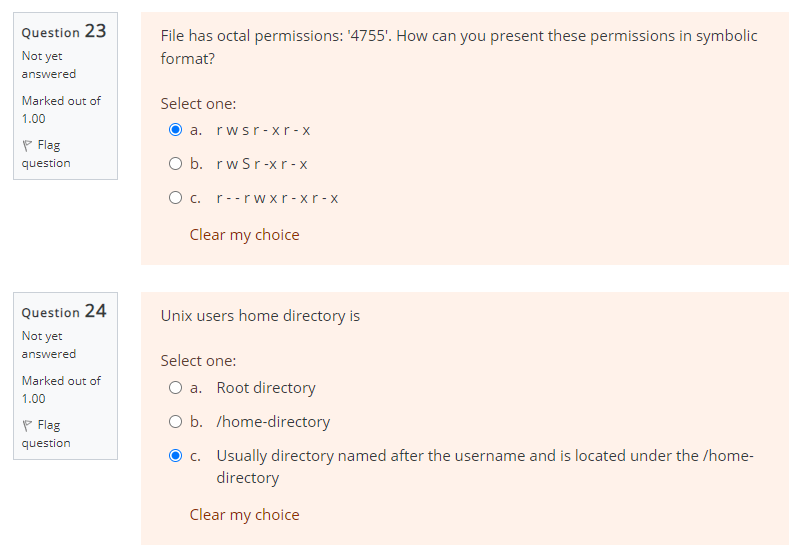 Question 23
Not yet
answered
Marked out of
1.00
Flag
question
File has octal permissions: '4755'. How can you present these permissions in symbolic
format?
Select one:
a. r w s r - x r - x
b. r w S r -x r - x
c. r - - r w x r - x r - x
Clear my choice
Question 24
Not yet
answered
Marked out of
1.00
Flag
question
Unix users home directory is
Select one:
a. Root directory
b. /home-directory
c. Usually directory named after the username and is located under the /home-
directory
Clear my choice